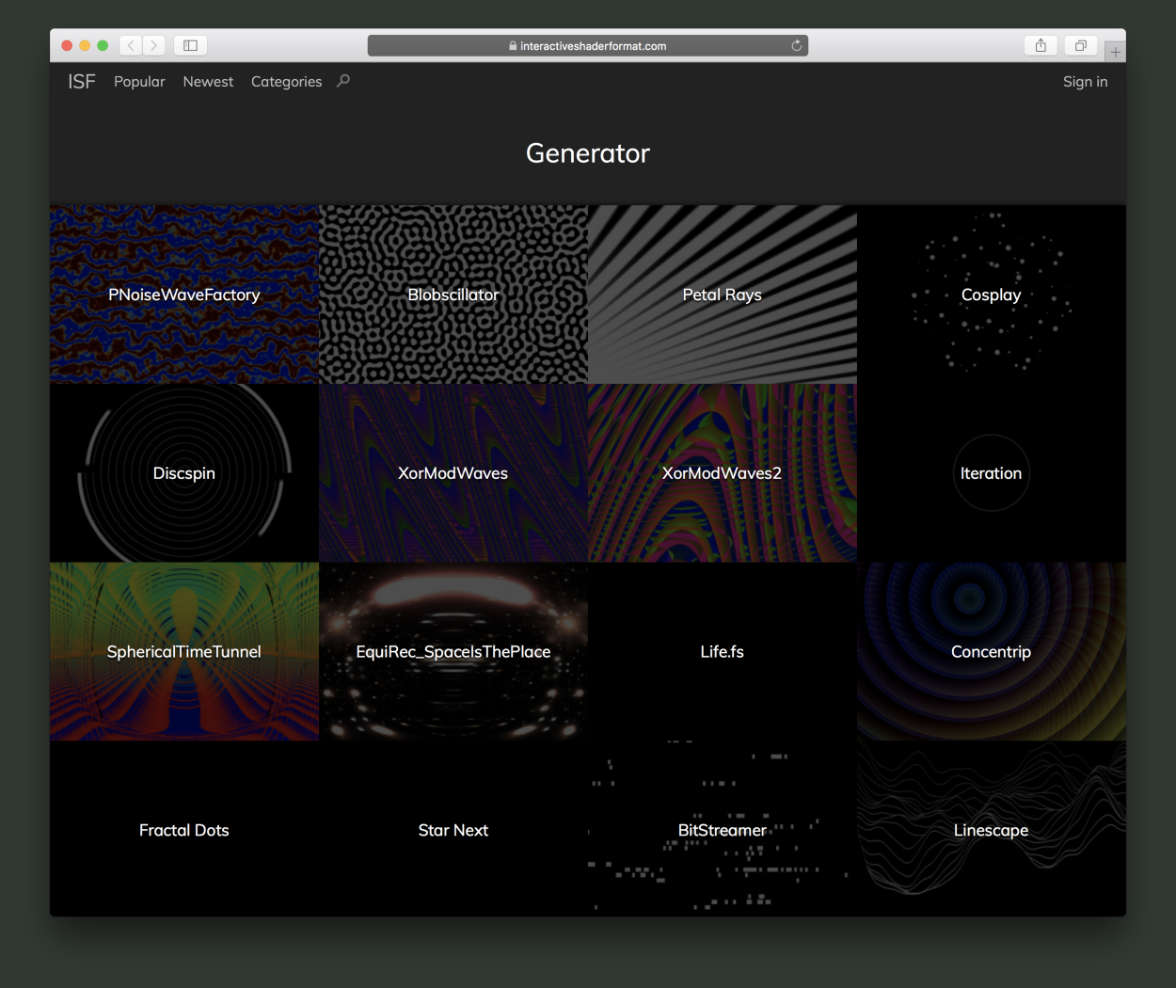 interactiveshaderformat.com
ISF Popular Newest Categories Sign in
Generator
PNoiseWaveFactory Blobscillator Petal Rays Cosplay
Discspin XorModWaves XorModWaves2 Iteration
SphericalTimeTunnel EquiRec_SpaceIsThePlace Life.fs Concentrip
Fractal Dots Star Next BitStreamer Linescape